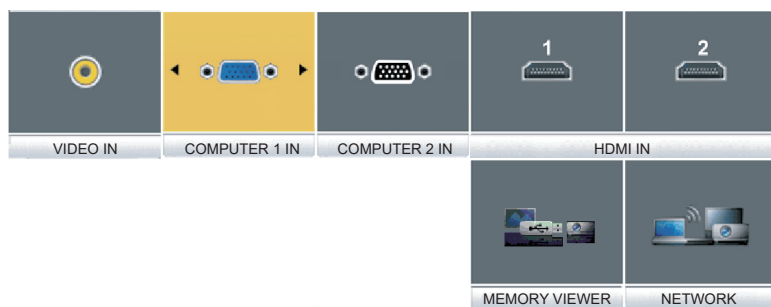 1 2
VIDEO IN COMPUTER 1 IN COMPUTER 2 IN HDMI IN
MEMORY VIEWER NETWORK